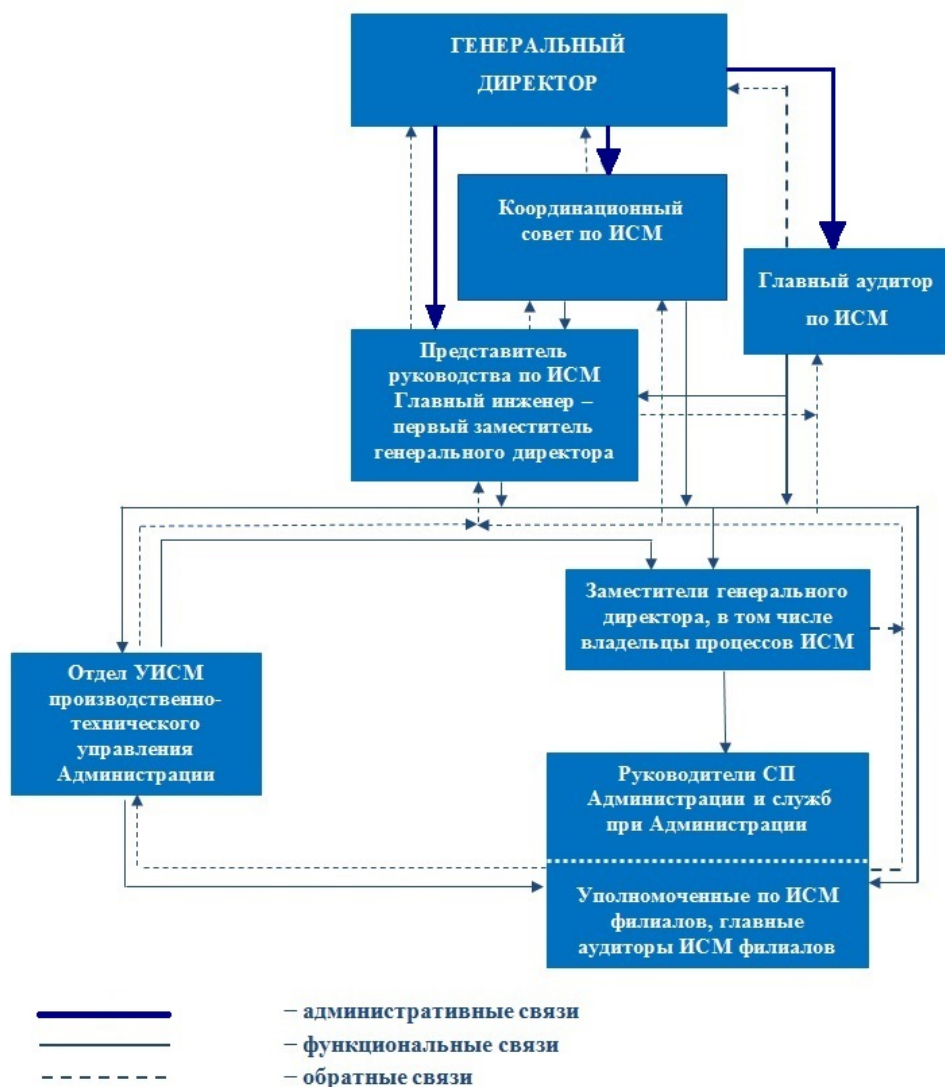 ГЕНЕРАЛЬНЫЙ
ДИРЕКТОР
Координационный
совет по ИСМ
Главный аудитор
по ИСМ
Представитель
руководства по ИСМ
Главный инженер –
первый заместитель
генерального директора
Заместители генерального
директора, в том числе
владельцы процессов ИСМ
Отдел УИСМ
производственно-
технического
управления
Администрации
Руководители СП
Администрации и служб
при Администрации
Уполномоченные по ИСМ
филиалов, главные
аудиторы ИСМ филиалов
– административные связи
– функциональные связи
– обратные связи